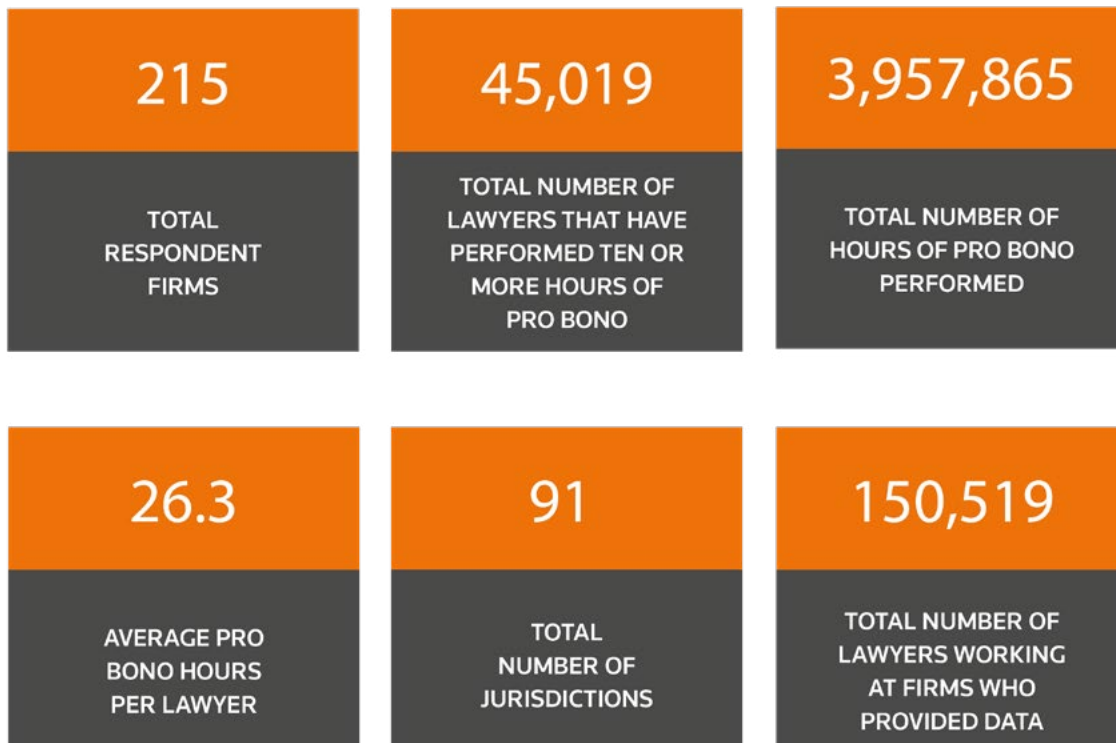 215
TOTAL
RESPONDENT
FIRMS
45,019
TOTAL NUMBER OF
LAWYERS THAT HAVE
PERFORMED TEN OR
MORE HOURS OF
PRO BONO
3,957,865
TOTAL NUMBER OF
HOURS OF PRO BONO
PERFORMED
26.3
AVERAGE PRO
BONO HOURS
PER LAWYER
91
TOTAL
NUMBER OF
JURISDICTIONS
150,519
TOTAL NUMBER OF
LAWYERS WORKING
AT FIRMS WHO
PROVIDED DATA